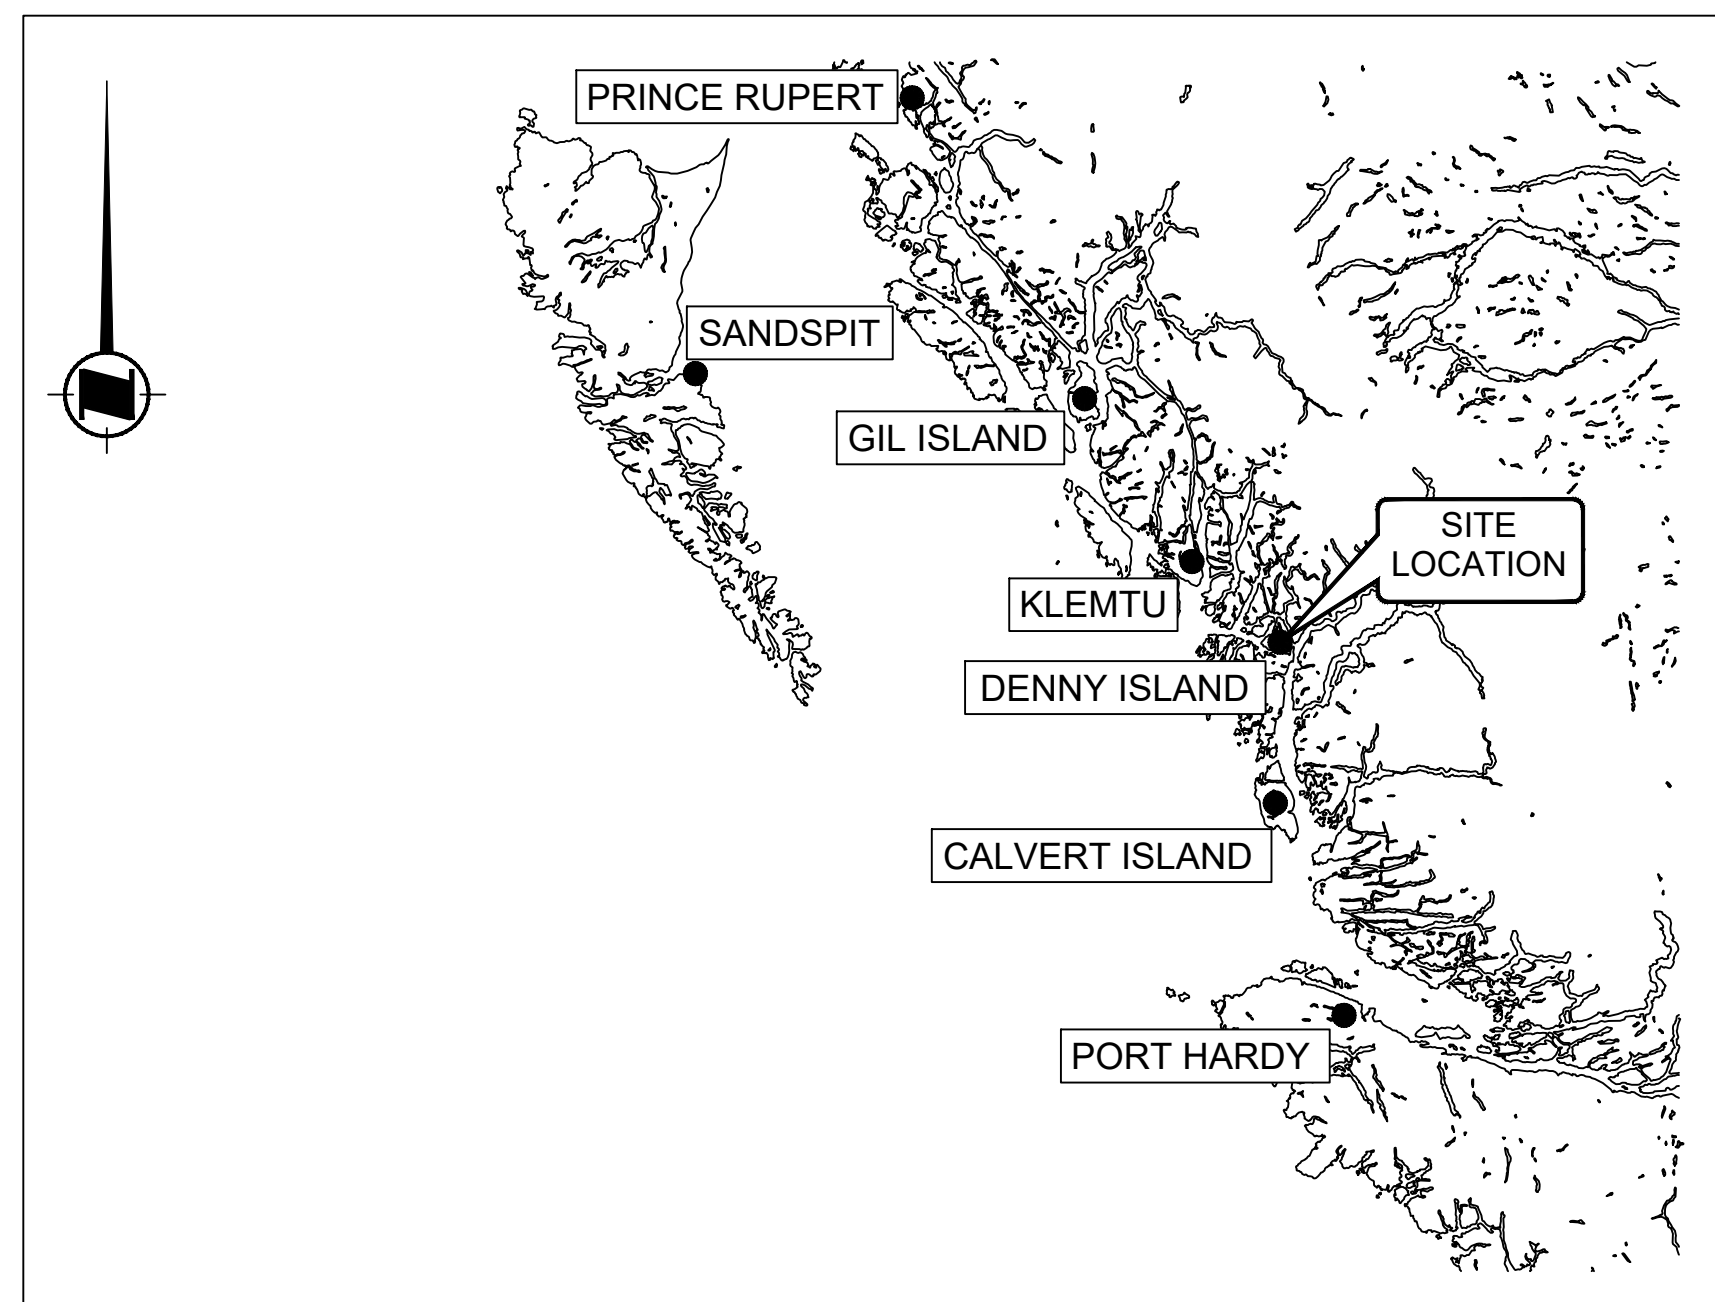 PRINCE RUPERT
SANDSPIT
GIL ISLAND
SITE
LOCATION
KLEMTU
DENNY ISLAND
CALVERT ISLAND
PORT HARDY